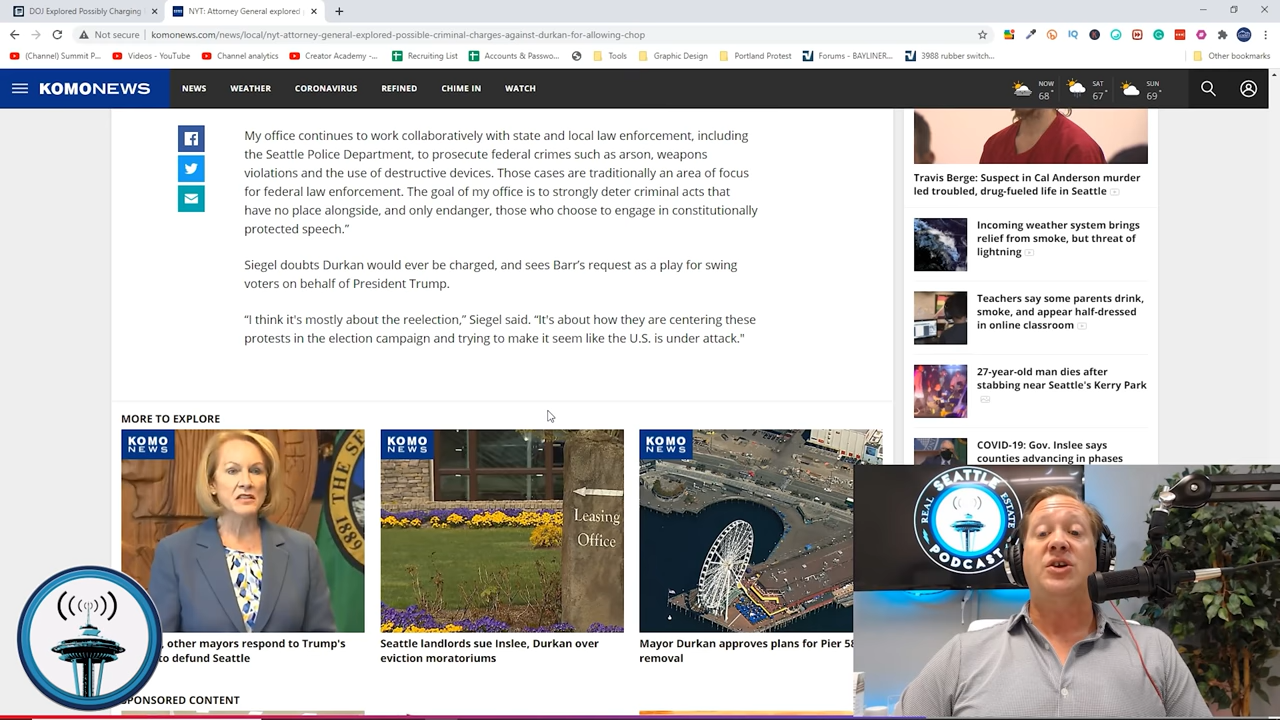 DOJ Explored Possibly Charging
NYT: Attorney General explored
Not secure
komonews.com/news/local/nyt-attorney-general-explored-possible-criminal-charges-against-durkan-for-allowing-chop
(Channel) Summit P...
Videos - YouTube
Channel analytics
Creator Academy -...
Recruiting List
Accounts & Passwo...
Tools
Graphic Design
Portland Protest
Forums - BAYLINER...
3988 rubber switch...
Other bookmarks
KOMO NEWS
NEWS
WEATHER
CORONAVIRUS
REFINED
CHIME IN
WATCH
NOW
68°
SAT
67°
SUN
69°
My office continues to work collaboratively with state and local law enforcement, including
the Seattle Police Department, to prosecute federal crimes such as arson, weapons
violations and the use of destructive devices. Those cases are traditionally an area of focus
for federal law enforcement. The goal of my office is to strongly deter criminal acts that
have no place alongside, and only endanger, those who choose to engage in constitutionally
protected speech.”
Siegel doubts Durkan would ever be charged, and sees Barr’s request as a play for swing
voters on behalf of President Trump.
“I think it's mostly about the reelection,” Siegel said. “It's about how they are centering these
protests in the election campaign and trying to make it seem like the U.S. is under attack."
Travis Berge: Suspect in Cal Anderson murder
led troubled, drug-fueled life in Seattle
Incoming weather system brings
relief from smoke, but threat of
lightning
Teachers say some parents drink,
smoke, and appear half-dressed
in online classroom
27-year-old man dies after
stabbing near Seattle's Kerry Park
COVID-19: Gov. Inslee says
counties advancing in phases
MORE TO EXPLORE
KOMO
NEWS
KOMO
NEWS
KOMO
NEWS
1889
Leasing
Office
other mayors respond to Trump's
to defund Seattle
Seattle landlords sue Inslee, Durkan over
eviction moratoriums
Mayor Durkan approves plans for Pier 58
removal
SPONSORED CONTENT
SEATTLE
REAL
ESTATE
PODCAST